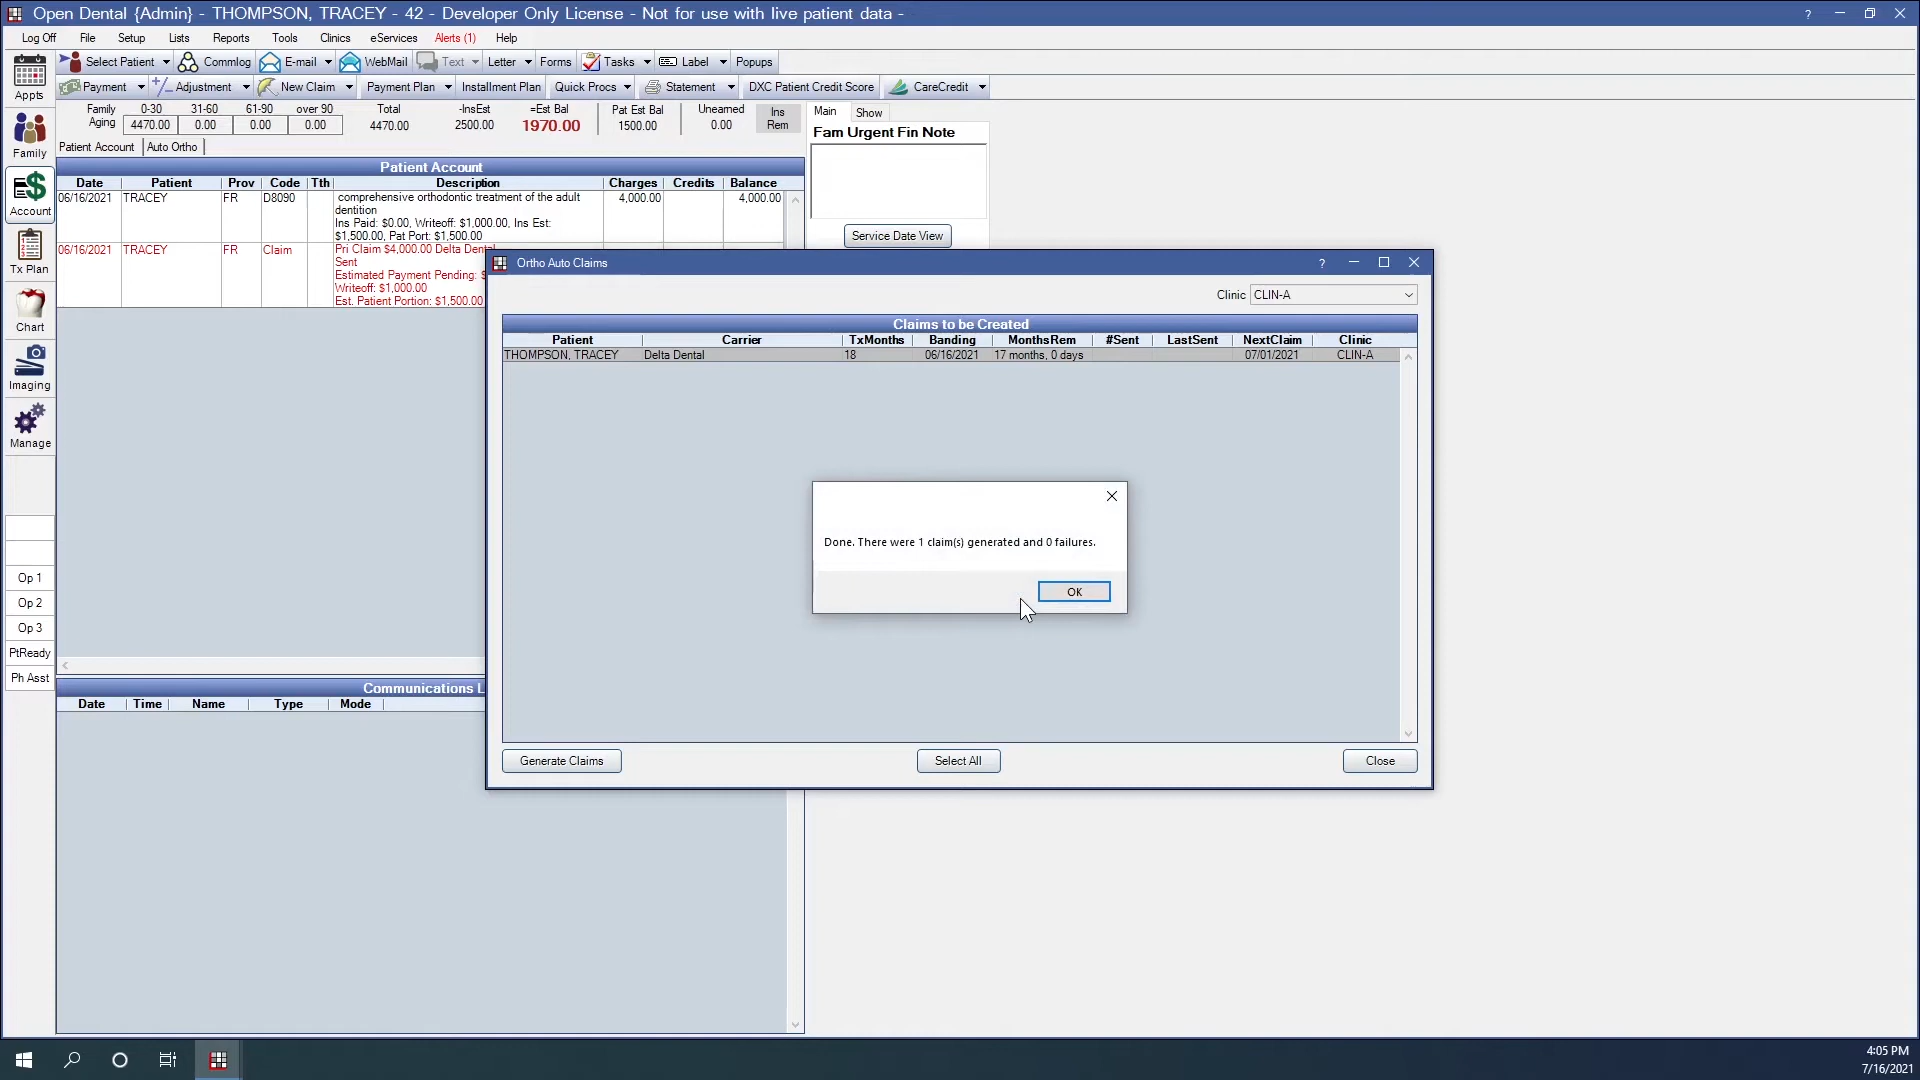 Open Dental {Admin} - THOMPSON, TRACEY - 42 - Developer Only License - Not for use with live patient data -
Log Off File Setup Lists Reports Tools Clinics eServices Alerts (1) Help
Select Patient Commlog E-mail WebMail Text Letter Forms Tasks Label Popups
Payment Adjustment New Claim Payment Plan Installment Plan Quick Procs Statement DXC Patient Credit Score CareCredit
Appts
Family
Account
Tx Plan
Chart
Imaging
Manage
Op 1
Op 2
Op 3
PtReady
Ph Asst
Family Aging
0-30 31-60 61-90 over 90 Total -InsEst =Est Bal Pat Est Bal Unearned
4470.00 0.00 0.00 0.00 4470.00 2500.00 1970.00 1500.00 0.00
Ins Rem
Main Show
Fam Urgent Fin Note
Service Date View
Patient Account Auto Ortho
Patient Account
Date Patient Prov Code Tth Description Charges Credits Balance
06/16/2021 TRACEY FR D8090 comprehensive orthodontic treatment of the adult 4,000.00 4,000.00
dentition
Ins Paid: $0.00, Writeoff: $1,000.00, Ins Est:
$1,500.00, Pat Port: $1,500.00
06/16/2021 TRACEY FR Claim Pri Claim $4,000.00 Delta Dental
Sent
Estimated Payment Pending: $
Writeoff: $1,000.00
Est. Patient Portion: $1,500.00
Communications L
Date Time Name Type Mode
Ortho Auto Claims
Clinic CLIN-A
Claims to be Created
Patient Carrier TxMonths Banding MonthsRem #Sent LastSent NextClaim Clinic
THOMPSON, TRACEY Delta Dental 18 06/16/2021 17 months, 0 days 07/01/2021 CLIN-A
Done. There were 1 claim(s) generated and 0 failures.
OK
Generate Claims Select All Close
4:05 PM
7/16/2021